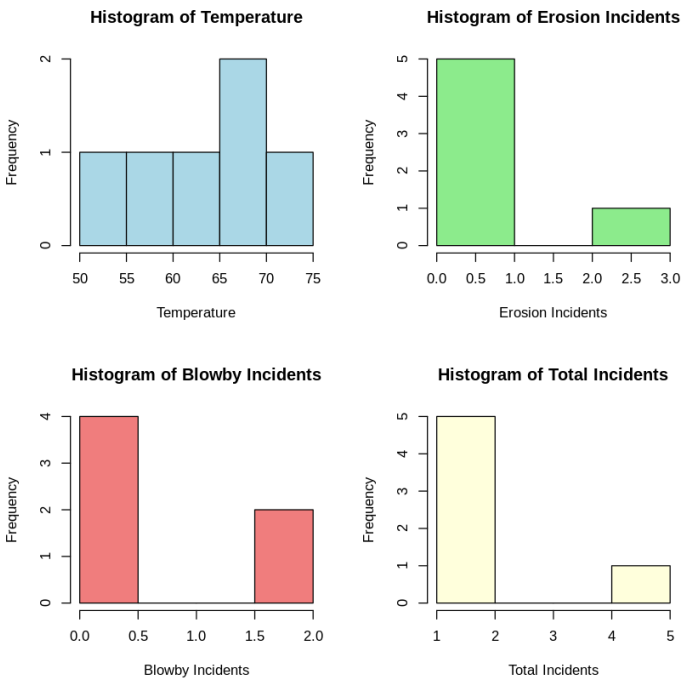 Histogram of Temperature
Frequency
0 1 2
50 55 60 65 70 75
Temperature
Histogram of Erosion Incidents
Frequency
0 1 2 3 4 5
0.0 0.5 1.0 1.5 2.0 2.5 3.0
Erosion Incidents
Histogram of Blowby Incidents
Frequency
0 1 2 3 4
0.0 0.5 1.0 1.5 2.0
Blowby Incidents
Histogram of Total Incidents
Frequency
0 1 2 3 4 5
1 2 3 4 5
Total Incidents